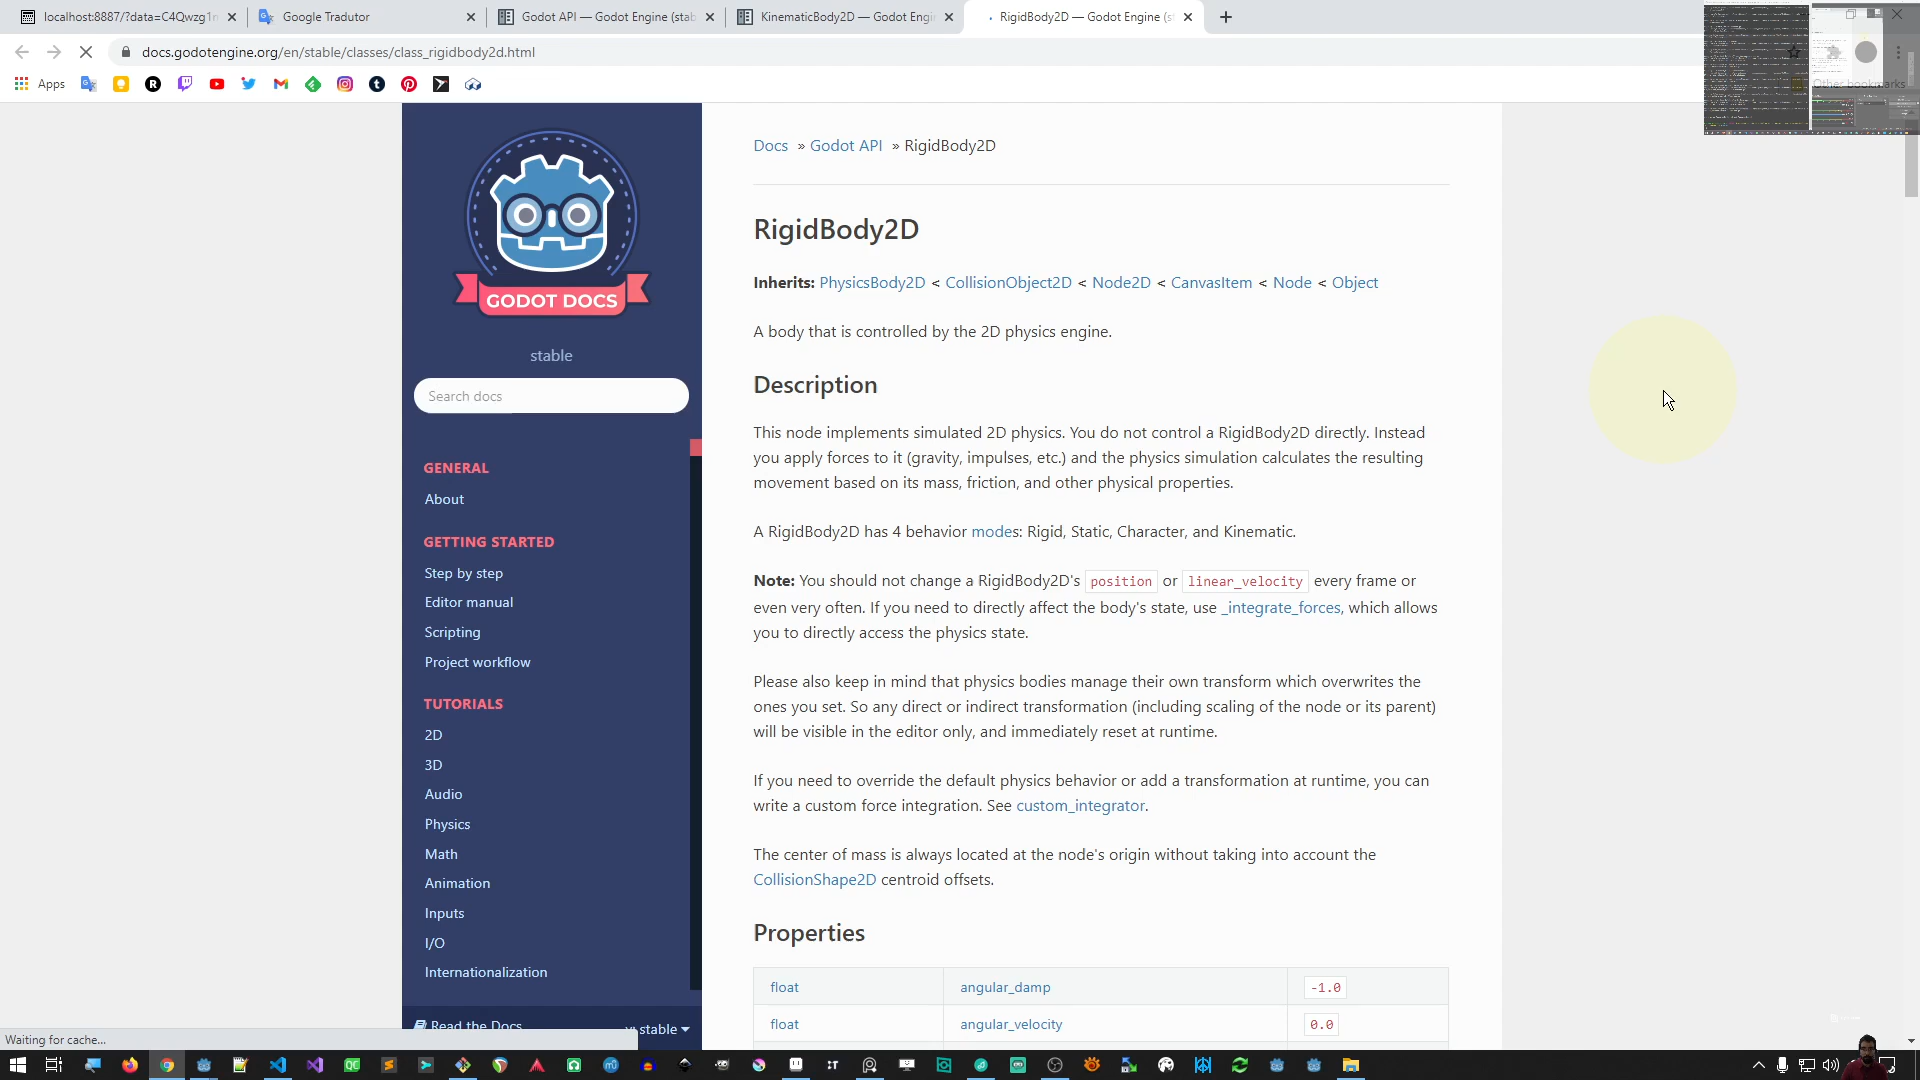 localhost:8887/?data=C4Qwzg1r
Google Tradutor
Godot API — Godot Engine (stab
KinematicBody2D — Godot Engi
RigidBody2D — Godot Engine (s
docs.godotengine.org/en/stable/classes/class_rigidbody2d.html
Apps
Other bookmarks
GODOT DOCS
stable
Search docs
GENERAL
About
GETTING STARTED
Step by step
Editor manual
Scripting
Project workflow
TUTORIALS
2D
3D
Audio
Physics
Math
Animation
Inputs
I/O
Internationalization
Read the Docs
v: stable
Docs » Godot API » RigidBody2D
RigidBody2D
Inherits: PhysicsBody2D < CollisionObject2D < Node2D < CanvasItem < Node < Object
A body that is controlled by the 2D physics engine.
Description
This node implements simulated 2D physics. You do not control a RigidBody2D directly. Instead
you apply forces to it (gravity, impulses, etc.) and the physics simulation calculates the resulting
movement based on its mass, friction, and other physical properties.
A RigidBody2D has 4 behavior modes: Rigid, Static, Character, and Kinematic.
Note: You should not change a RigidBody2D's position or linear_velocity every frame or
even very often. If you need to directly affect the body's state, use _integrate_forces, which allows
you to directly access the physics state.
Please also keep in mind that physics bodies manage their own transform which overwrites the
ones you set. So any direct or indirect transformation (including scaling of the node or its parent)
will be visible in the editor only, and immediately reset at runtime.
If you need to override the default physics behavior or add a transformation at runtime, you can
write a custom force integration. See custom_integrator.
The center of mass is always located at the node's origin without taking into account the
CollisionShape2D centroid offsets.
Properties
float angular_damp -1.0
float angular_velocity 0.0
Waiting for cache...